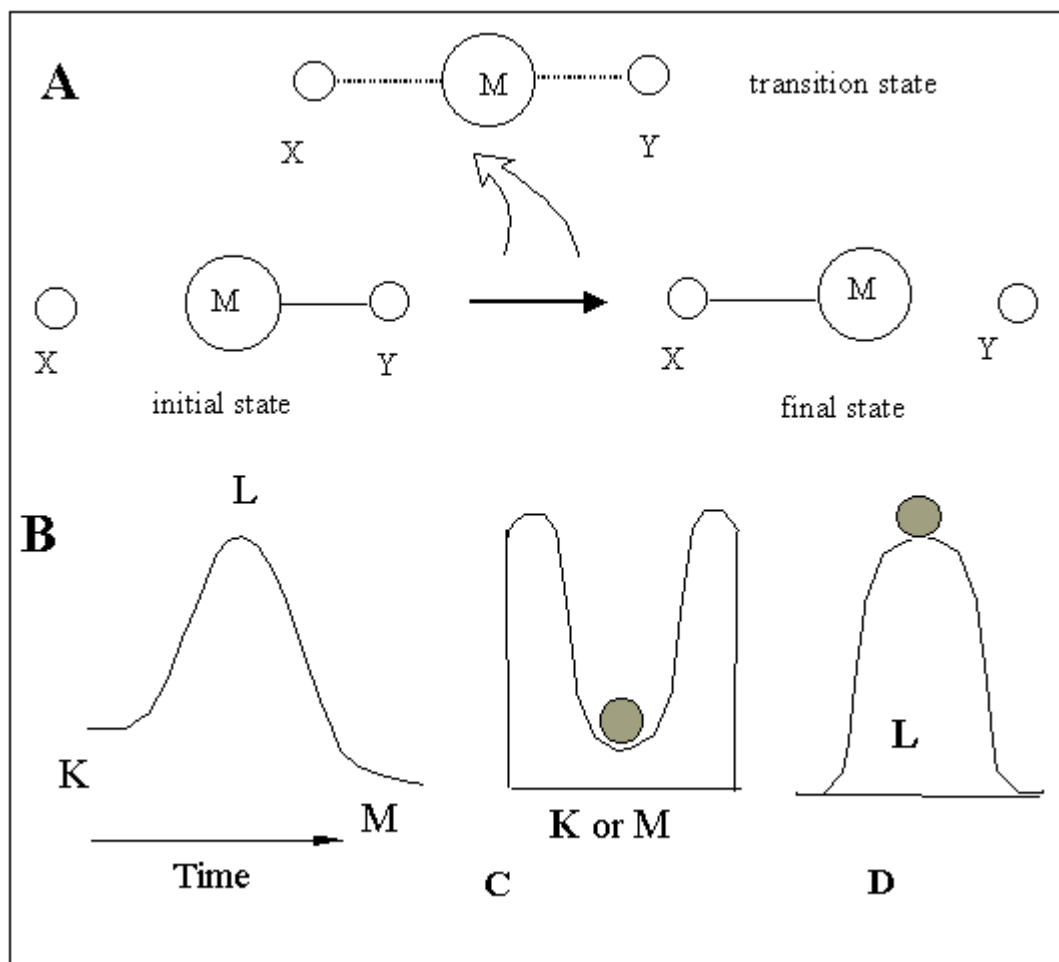 A
M
X
Y
transition state
M
X
Y
initial state
M
X
Y
final state
B
L
K
M
Time
K or M
C
L
D